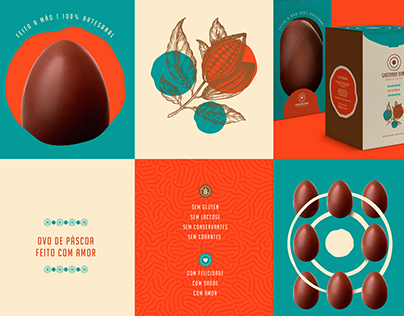 FEITO A MÃO | 100% ARTESANAL
OVO DE PÁSCOA
FEITO COM AMOR
SEM GLÚTEN
SEM LACTOSE
SEM CONSERVANTES
SEM CORANTES
COM FELICIDADE
COM SAÚDE
COM AMOR